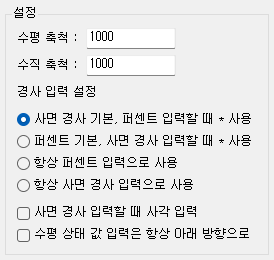 설정
수평 축척 : 1000
수직 축척 : 1000
경사 입력 설정
사면 경사 기본, 퍼센트 입력할 때 * 사용
퍼센트 기본, 사면 경사 입력할 때 * 사용
항상 퍼센트 입력으로 사용
항상 사면 경사 입력으로 사용
사면 경사 입력할 때 사각 입력
수평 상태 값 입력은 항상 아래 방향으로